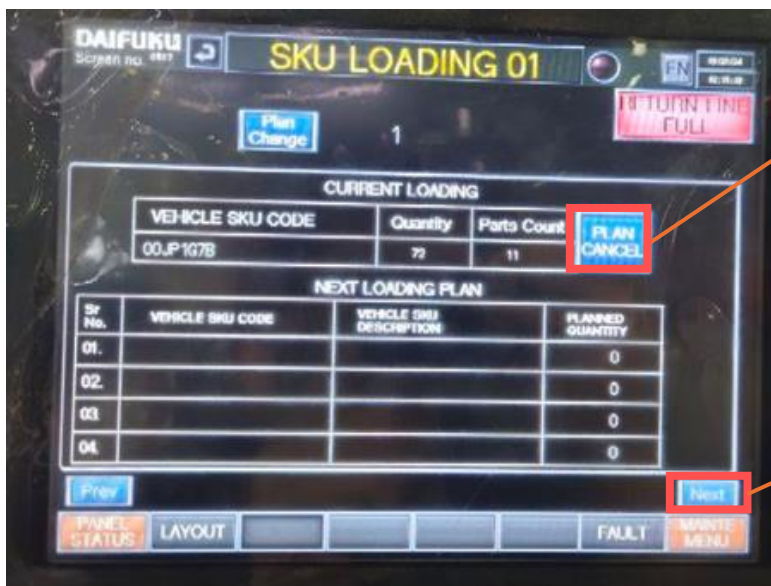 DAIFUKU
SKU LOADING 01
Screen no.
FN
RETURN LINE
FULL
Plan
Change
1
CURRENT LOADING
VEHICLE SKU CODE Quantity Parts Count
PLAN
CANCEL
00JP1G7B 11
NEXT LOADING PLAN
Sr
No.
VEHICLE SKU CODE
VEHICLE SKU
DESCRIPTION
PLANNED
QUANTITY
01. 0
02. 0
03. 0
04. 0
Prev Next
PANEL
STATUS
LAYOUT
FAULT
MAINTE
MENU